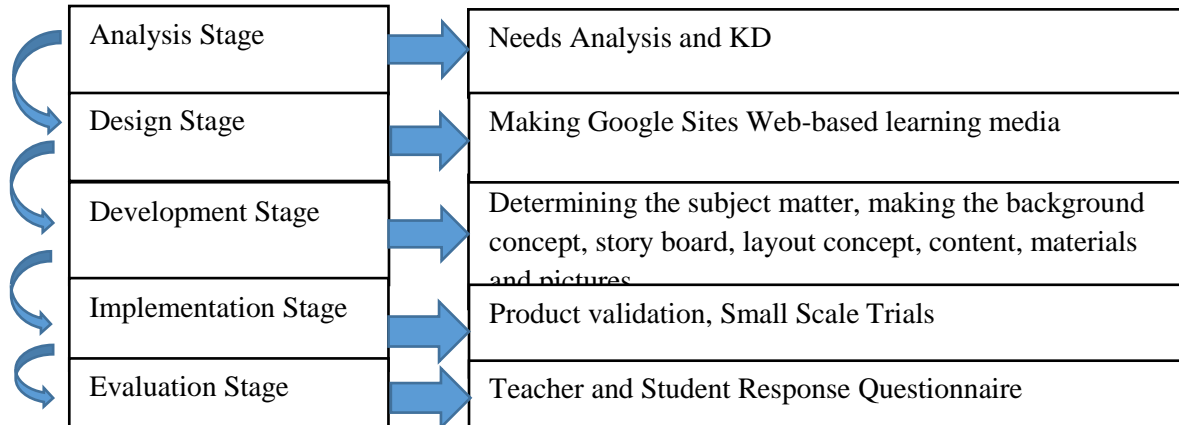 Analysis Stage
Needs Analysis and KD
Design Stage
Making Google Sites Web-based learning media
Development Stage
Determining the subject matter, making the background
concept, story board, layout concept, content, materials
and pictures
Implementation Stage
Product validation, Small Scale Trials
Evaluation Stage
Teacher and Student Response Questionnaire